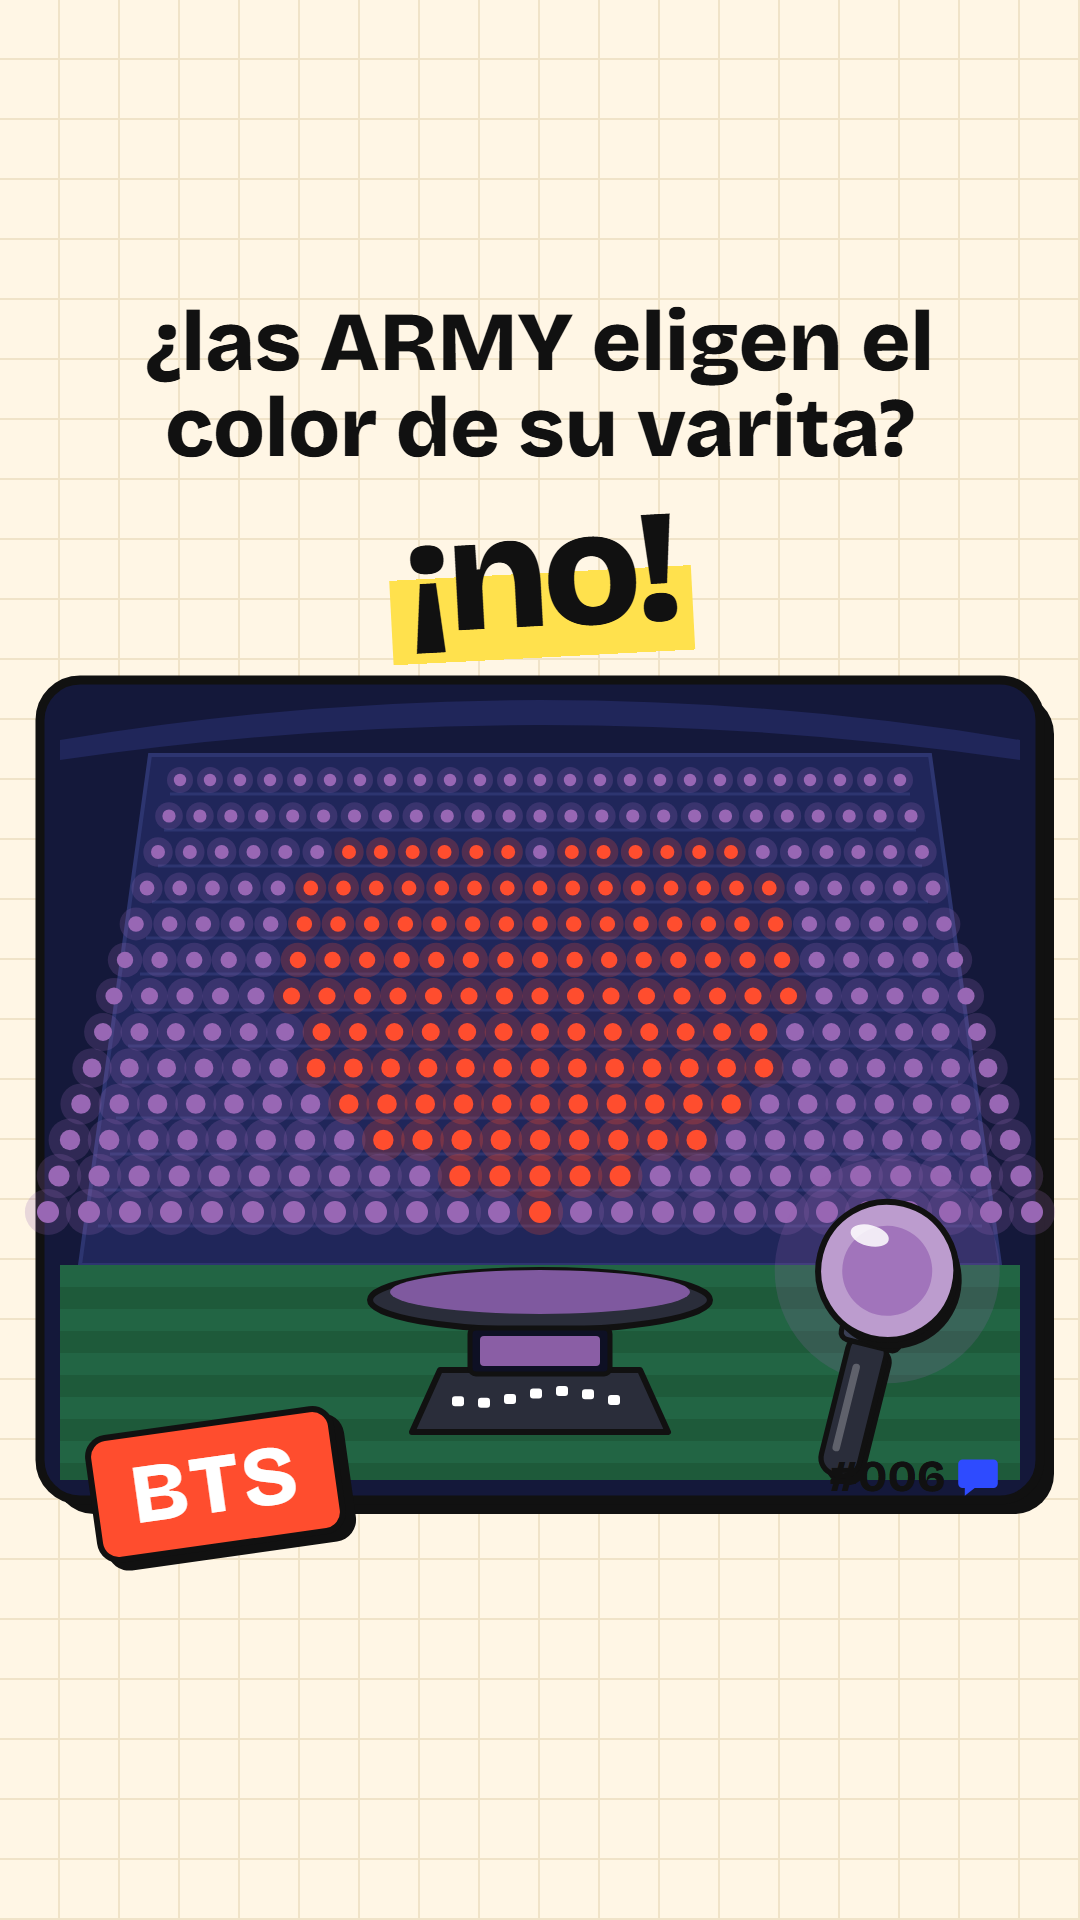 ¿las ARMY eligen el
color de su varita?
¡no!
BTS
#006